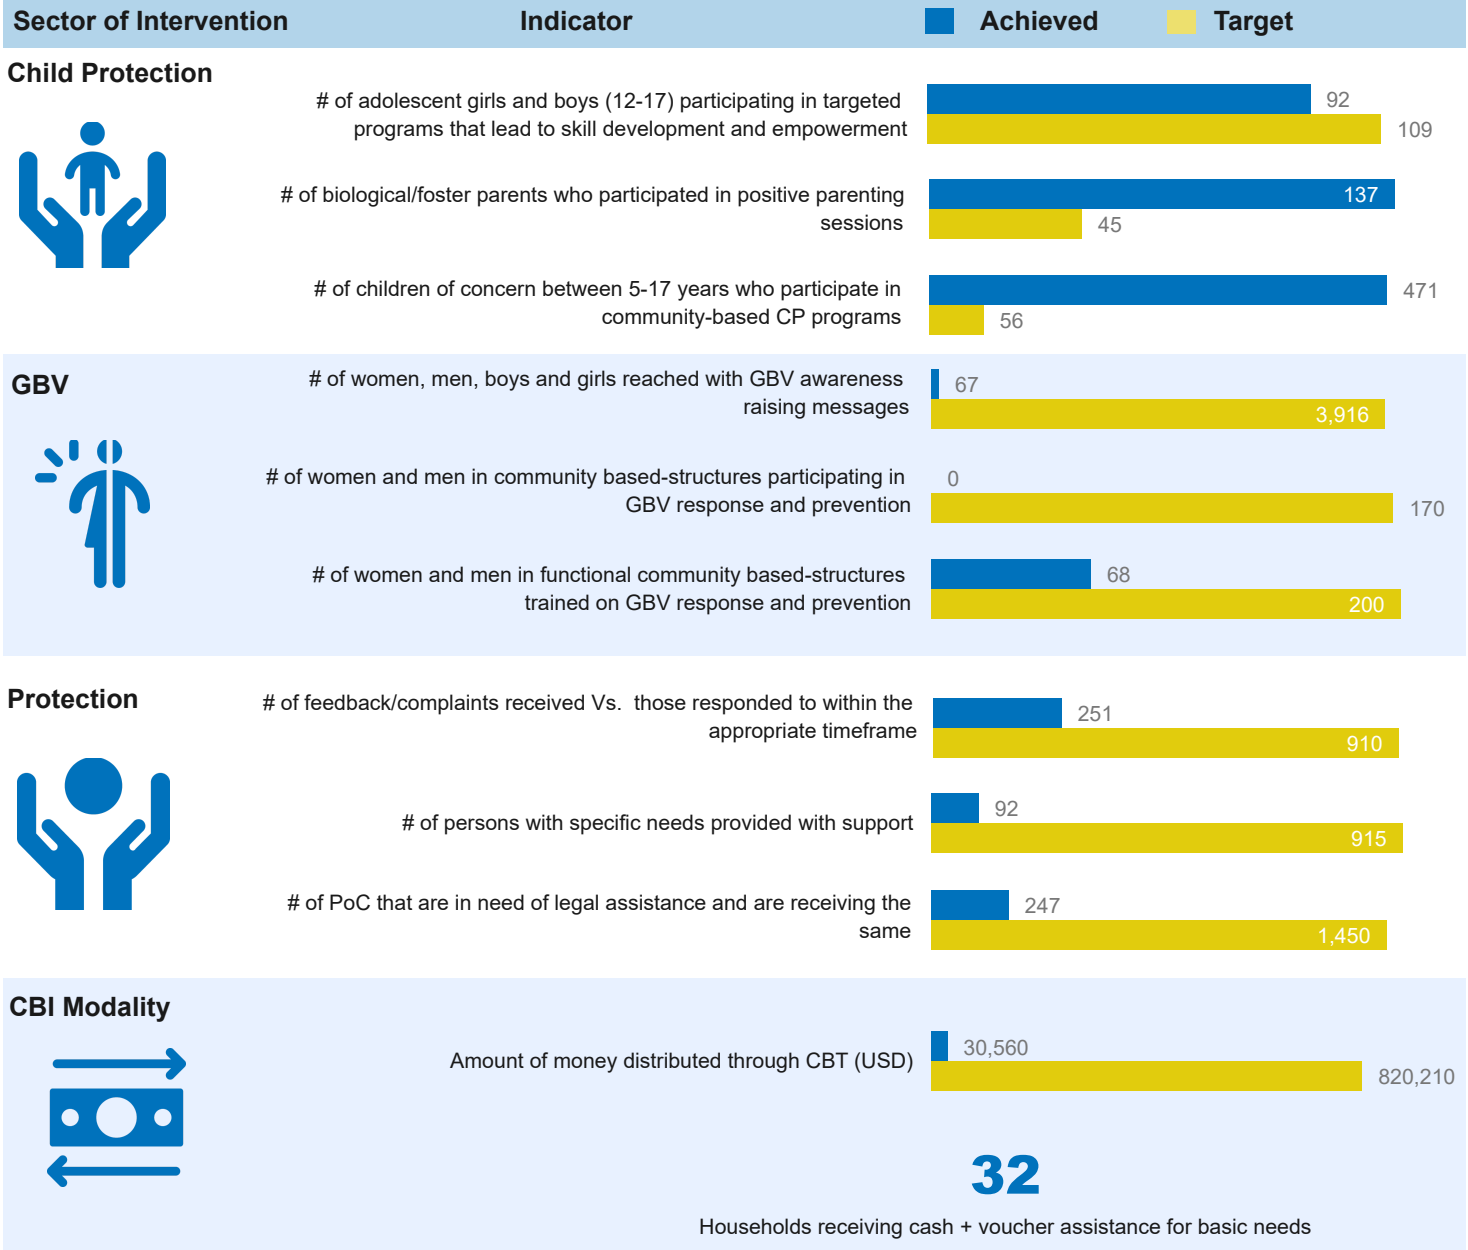 Sector of Intervention Indicator Achieved Target
Child Protection
# of adolescent girls and boys (12-17) participating in targeted
programs that lead to skill development and empowerment
92
109
# of biological/foster parents who participated in positive parenting
sessions
137
45
# of children of concern between 5-17 years who participate in
community-based CP programs
471
56
GBV
# of women, men, boys and girls reached with GBV awareness
raising messages
67
3,916
# of women and men in community based-structures participating in
GBV response and prevention
0
170
# of women and men in functional community based-structures
trained on GBV response and prevention
68
200
Protection
# of feedback/complaints received Vs.  those responded to within the
appropriate timeframe
251
910
# of persons with specific needs provided with support
92
915
# of PoC that are in need of legal assistance and are receiving the
same
247
1,450
CBI Modality
Amount of money distributed through CBT (USD)
30,560
820,210
32
Households receiving cash + voucher assistance for basic needs